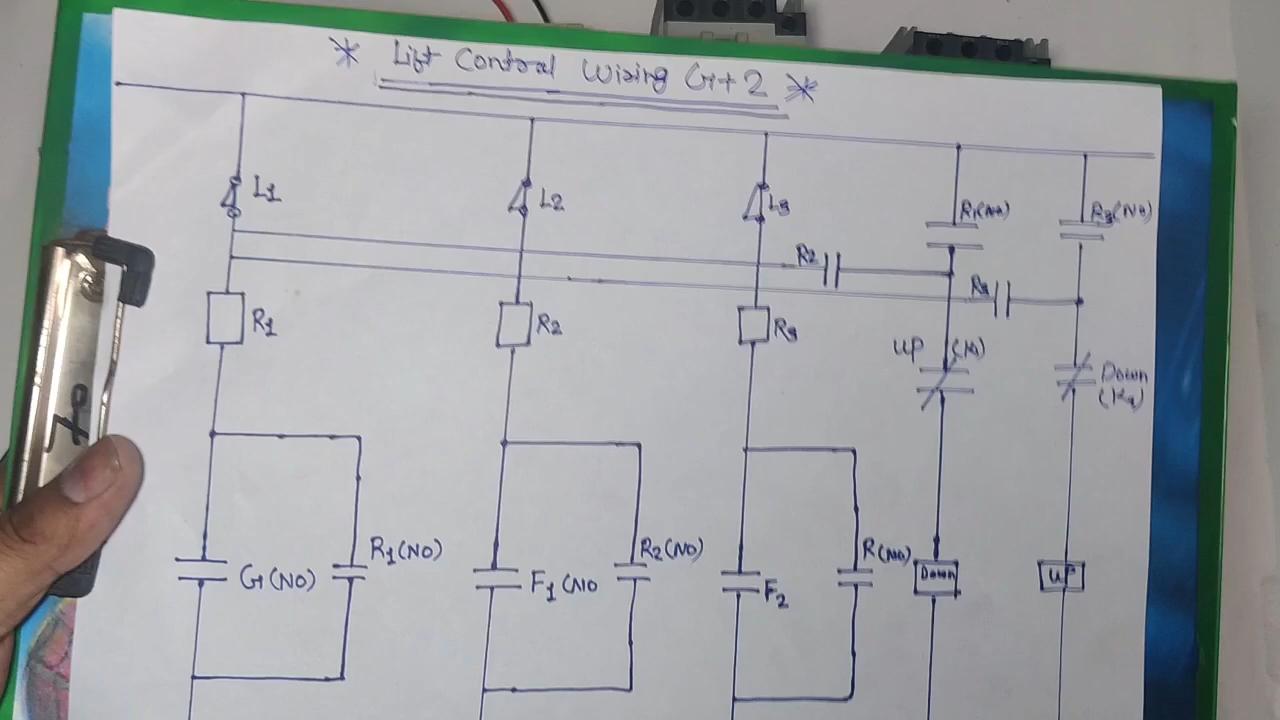 * Lift Control Wiring G+2 *
L1
L2
L3
R1(NO)
R3(NO)
R2
R3
R1
R2
R3
UP
Down
R1(NO)
R2(NO)
R(NO)
G(NO)
F1(NO
F2
Down
UP